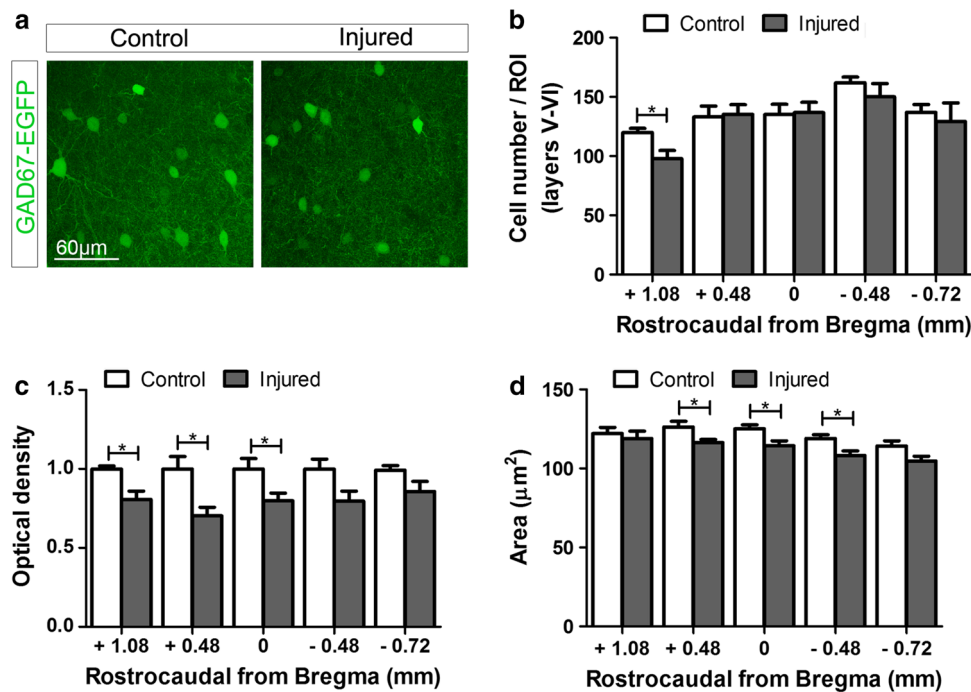 a
Control
Injured
GAD67-EGFP
60µm
b
Control
Injured
Cell number / ROI
(layers V-VI)
200
150
100
50
0
*
+ 1.08
+ 0.48
0
- 0.48
- 0.72
Rostrocaudal from Bregma (mm)
c
Control
Injured
Optical density
1.5
1.0
0.5
0.0
*
*
*
+ 1.08
+ 0.48
0
- 0.48
- 0.72
Rostrocaudal from Bregma (mm)
d
Control
Injured
Area (µm²)
150
100
50
0
*
*
*
+ 1.08
+ 0.48
0
- 0.48
- 0.72
Rostrocaudal from Bregma (mm)